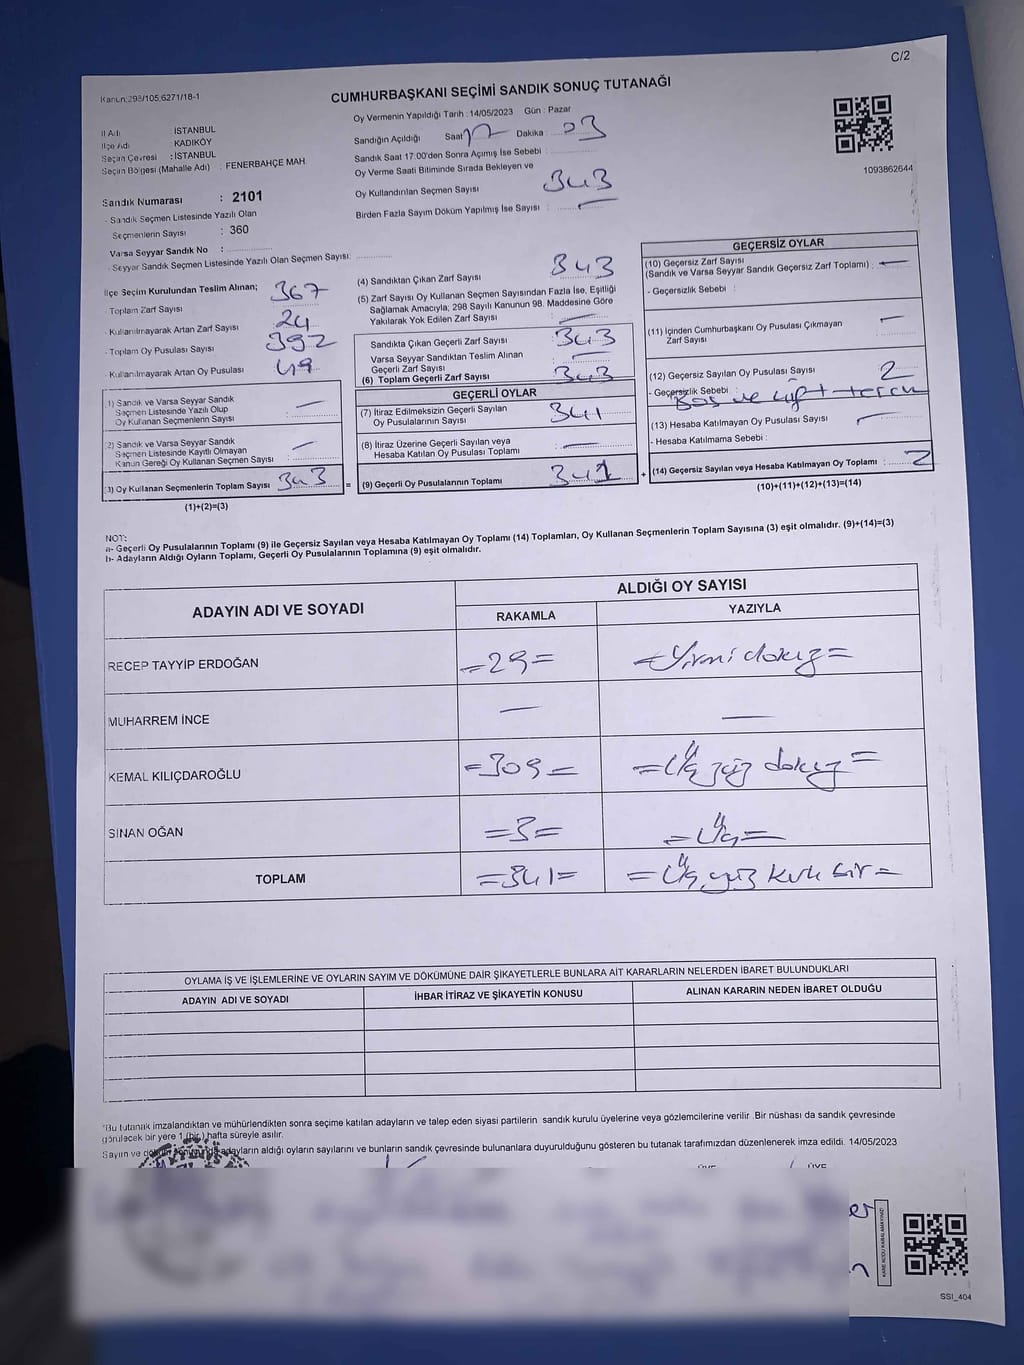 C/2
Kanun:298/105,6271/18-1
CUMHURBAŞKANI SEÇİMİ SANDIK SONUÇ TUTANAĞI
İl Adı : İSTANBUL
İlçe Adı : KADIKÖY
Seçim Çevresi : İSTANBUL
Seçim Bölgesi (Mahalle Adı) : FENERBAHÇE MAH.
Sandık Numarası : 2101
- Sandık Seçmen Listesinde Yazılı Olan
Seçmenlerin Sayısı : 360
Varsa Seyyar Sandık No :
- Seyyar Sandık Seçmen Listesinde Yazılı Olan Seçmen Sayısı:
Oy Vermenin Yapıldığı Tarih :14/05/2023 Gün : Pazar
Sandığın Açıldığı Saat 17 Dakika : 03
Sandık Saat 17:00'den Sonra Açımış İse Sebebi :
Oy Verme Saati Bitiminde Sırada Bekleyen ve
Oy Kullandırılan Seçmen Sayısı 343
Birden Fazla Sayım Döküm Yapılmış İse Sayısı : —
1093862644
İlçe Seçim Kurulundan Teslim Alınan;
- Toplam Zarf Sayısı 367
- Kullanılmayarak Artan Zarf Sayısı 24
- Toplam Oy Pusulası Sayısı 392
- Kullanılmayarak Artan Oy Pusulası 49
1) Sandık ve Varsa Seyyar Sandık
Seçmen Listesinde Yazılı Olup
Oy Kullanan Seçmenlerin Sayısı : —
2) Sandık ve Varsa Seyyar Sandık
Seçmen Listesinde Kayıtlı Olmayan
Kanun Gereği Oy Kullanan Seçmen Sayısı : —
3) Oy Kullanan Seçmenlerin Toplam Sayısı 343
(1)+(2)=(3)
(4) Sandıktan Çıkan Zarf Sayısı 343
(5) Zarf Sayısı Oy Kullanan Seçmen Sayısından Fazla İse, Eşitliği
Sağlamak Amacıyla; 298 Sayılı Kanunun 98. Maddesine Göre
Yakılarak Yok Edilen Zarf Sayısı —
Sandıkta Çıkan Geçerli Zarf Sayısı 343
Varsa Seyyar Sandıktan Teslim Alınan
Geçerli Zarf Sayısı —
(6) Toplam Geçerli Zarf Sayısı 343
GEÇERLİ OYLAR
(7) İtiraz Edilmeksizin Geçerli Sayılan
Oy Pusulalarının Sayısı : 341
(8) İtiraz Üzerine Geçerli Sayılan veya
Hesaba Katılan Oy Pusulası Toplamı : —
= (9) Geçerli Oy Pusulalarının Toplamı 341 +
GEÇERSİZ OYLAR
(10) Geçersiz Zarf Sayısı
(Sandık ve Varsa Seyyar Sandık Geçersiz Zarf Toplamı) : —
- Geçersizlik Sebebi :
(11) İçinden Cumhurbaşkanı Oy Pusulası Çıkmayan
Zarf Sayısı —
(12) Geçersiz Sayılan Oy Pusulası Sayısı 2
- Geçersizlik Sebebi : Boş ve çift tercih
(13) Hesaba Katılmayan Oy Pusulası Sayısı —
- Hesaba Katılmama Sebebi :
(14) Geçersiz Sayılan veya Hesaba Katılmayan Oy Toplamı : 2
(10)+(11)+(12)+(13)=(14)
NOT:
a- Geçerli Oy Pusulalarının Toplamı (9) ile Geçersiz Sayılan veya Hesaba Katılmayan Oy Toplamı (14) Toplamları, Oy Kullanan Seçmenlerin Toplam Sayısına (3) eşit olmalıdır. (9)+(14)=(3)
b- Adayların Aldığı Oyların Toplamı, Geçerli Oy Pusulalarının Toplamına (9) eşit olmalıdır.
ADAYIN ADI VE SOYADI ALDIĞI OY SAYISI
RAKAMLA YAZIYLA
RECEP TAYYİP ERDOĞAN =29= =Yirmi dokuz=
MUHARREM İNCE — —
KEMAL KILIÇDAROĞLU =309= =Üç yüz dokuz=
SİNAN OĞAN =3= =Üç=
TOPLAM =341= =Üç yüz kırk bir=
OYLAMA İŞ VE İŞLEMLERİNE VE OYLARIN SAYIM VE DÖKÜMÜNE DAİR ŞİKAYETLERLE BUNLARA AİT KARARLARIN NELERDEN İBARET BULUNDUKLARI
ADAYIN ADI VE SOYADI İHBAR İTİRAZ VE ŞİKAYETİN KONUSU ALINAN KARARIN NEDEN İBARET OLDUĞU
*Bu tutanak imzalandıktan ve mühürlendikten sonra seçime katılan adayların ve talep eden siyasi partilerin sandık kurulu üyelerine veya gözlemcilerine verilir .Bir nüshası da sandık çevresinde
görülecek bir yere 1 (bir ) hafta süreyle asılır.
Sayım ve döküm sonucunda adayların aldığı oyların sayılarını ve bunların sandık çevresinde bulunanlara duyurulduğunu gösteren bu tutanak tarafımızdan düzenlenerek imza edildi. 14/05/2023
ÜYE ÜYE
KARE KODU KARALAMAYINIZ!
SSI_404